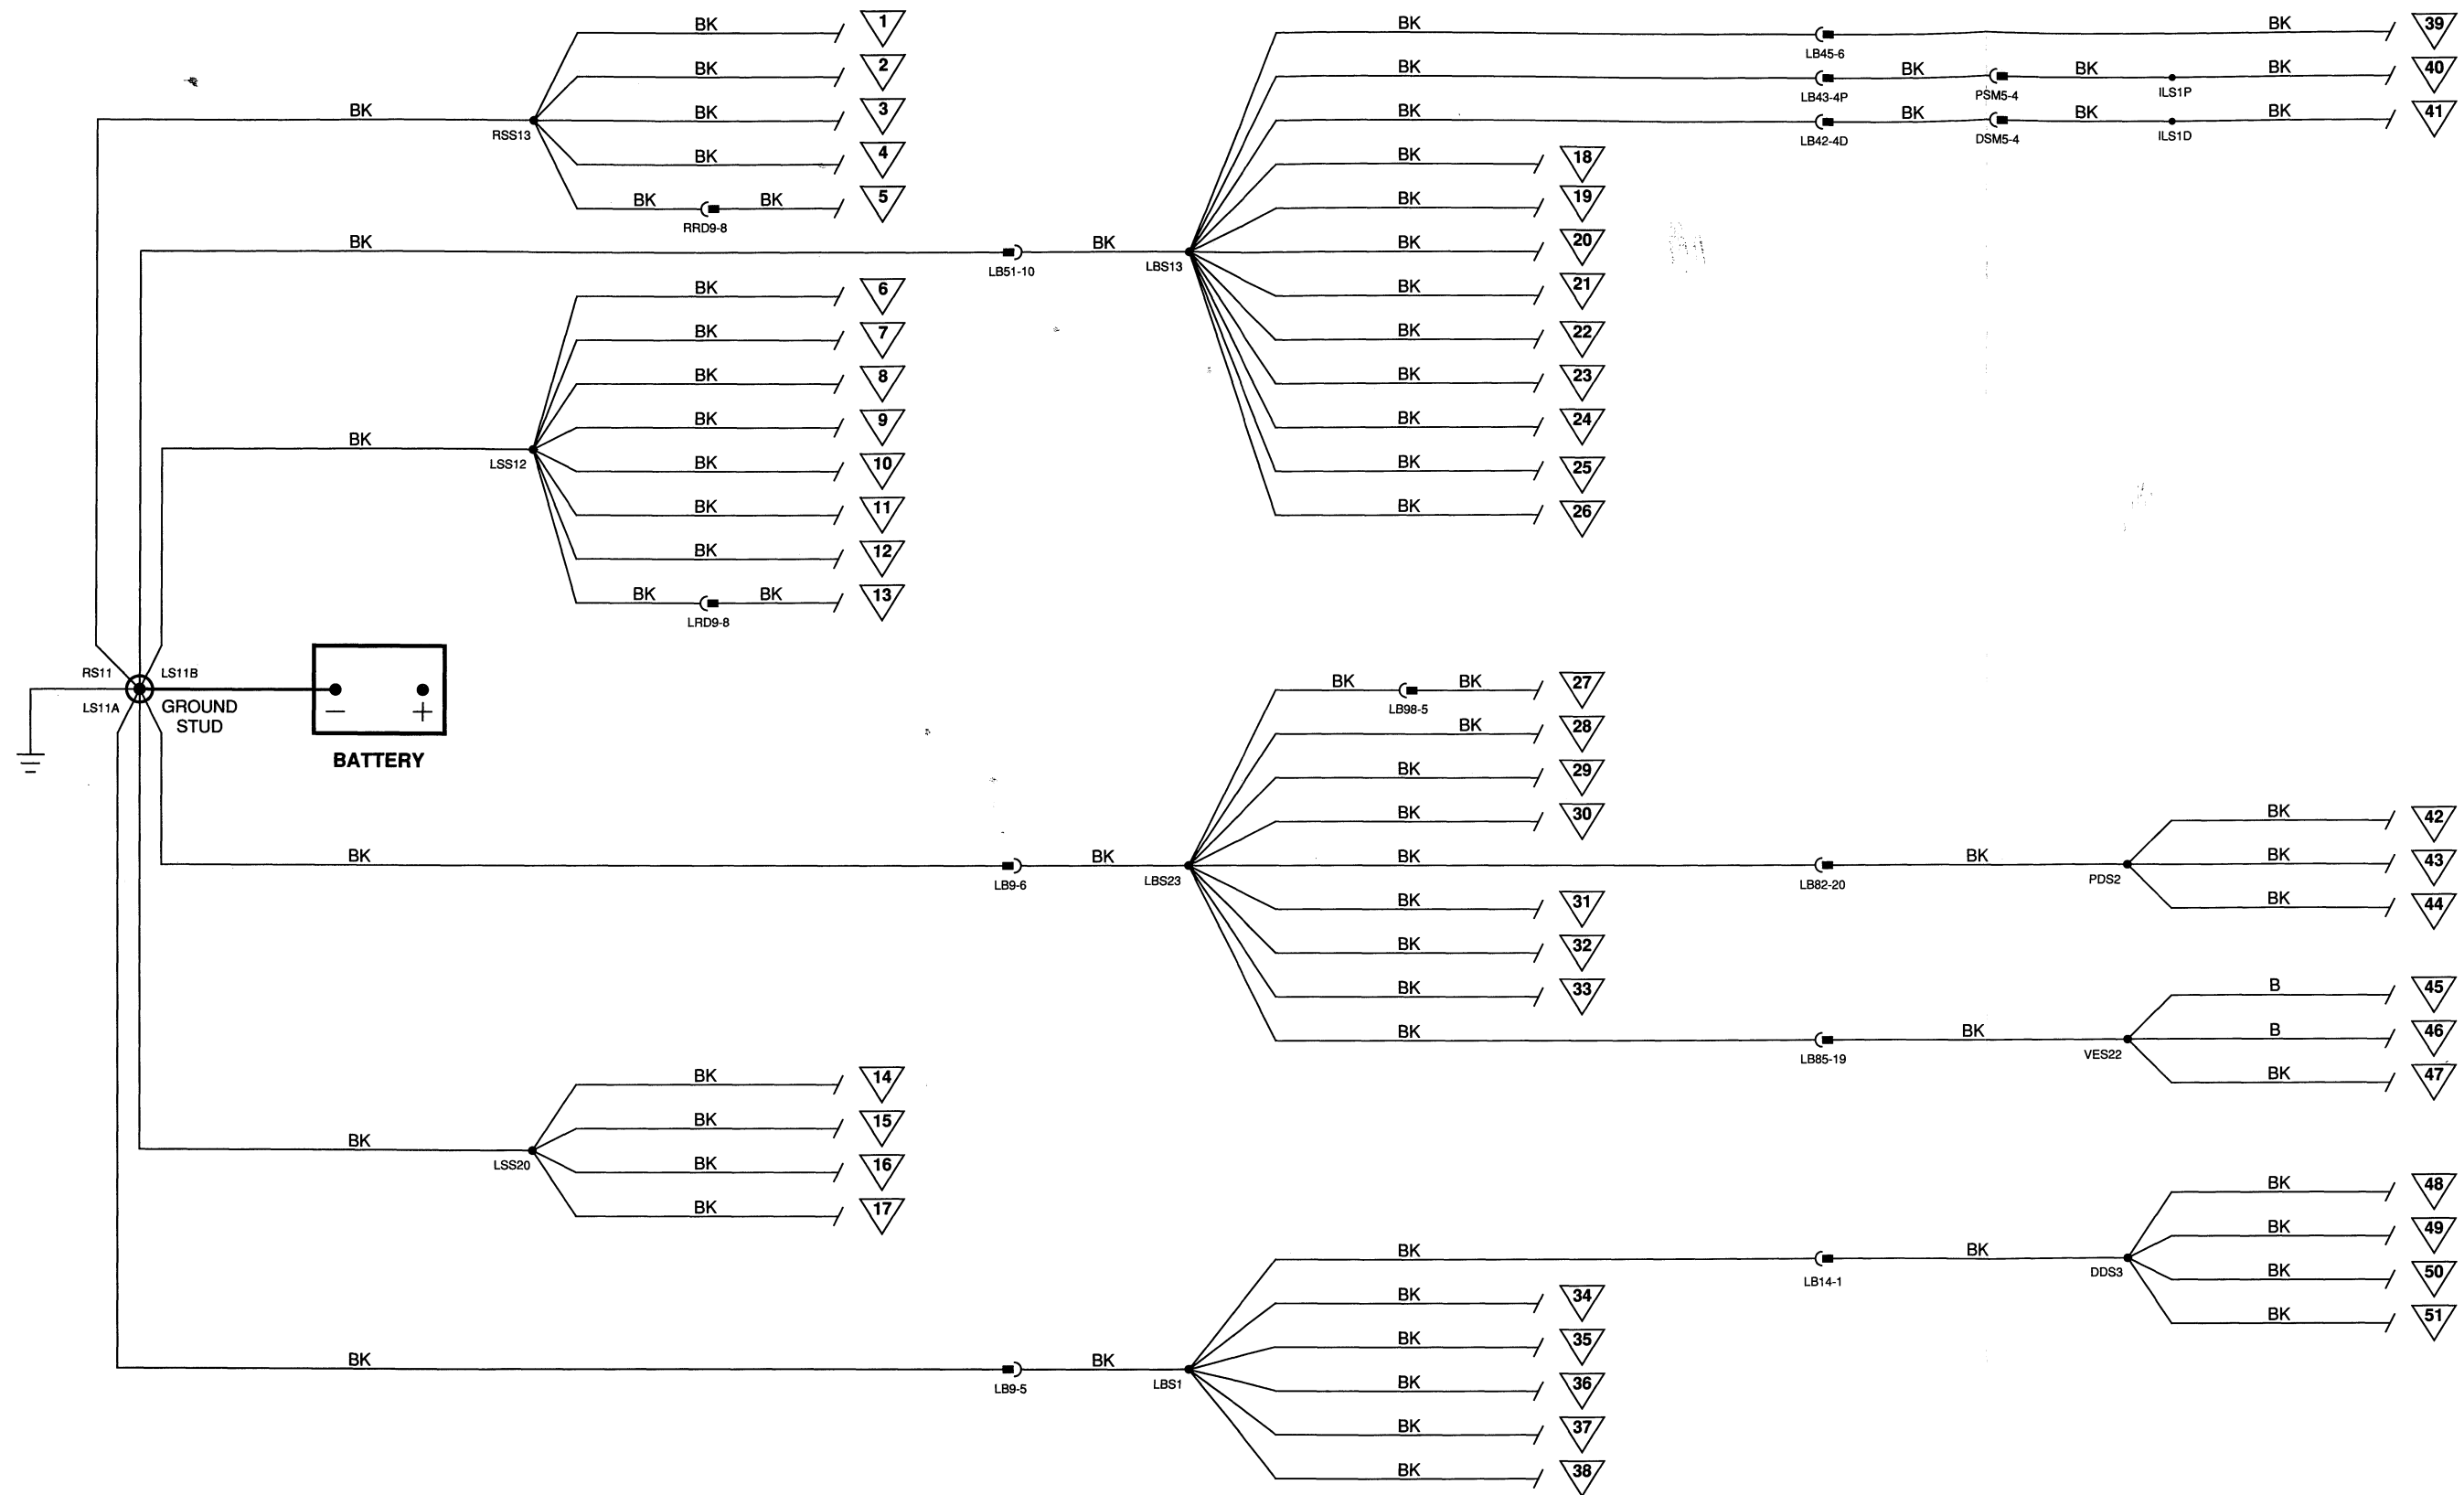 BK 1
BK 2
BK BK 3
RSS13
BK 4
BK BK 5
RRD9-8
BK BK
LB51-10 LBS13
BK 6
BK 7
BK 8
BK 9
BK
LSS12
BK 10
BK 11
BK 12
BK BK 13
LRD9-8
BK BK 39
LB45-6
BK BK BK BK 40
LB43-4P PSM5-4 ILS1P
BK BK BK BK 41
LB42-4D DSM5-4 ILS1D
BK 18
BK 19
BK 20
BK 21
BK 22
BK 23
BK 24
BK 25
BK 26
RS11 LS11B
LS11A GROUND
STUD
− +
BATTERY
BK BK 27
LB98-5
BK 28
BK 29
BK 30
BK BK BK BK
LB9-6 LBS23 LB82-20 PDS2
BK 42
BK 43
BK 44
BK 31
BK 32
BK 33
BK BK
LB85-19 VES22
B 45
B 46
BK 47
BK 14
BK 15
BK
LSS20
BK 16
BK 17
BK BK
LB14-1 DDS3
BK 48
BK 49
BK 50
BK 51
BK 34
BK 35
BK BK
LB9-5 LBS1
BK 36
BK 37
BK 38